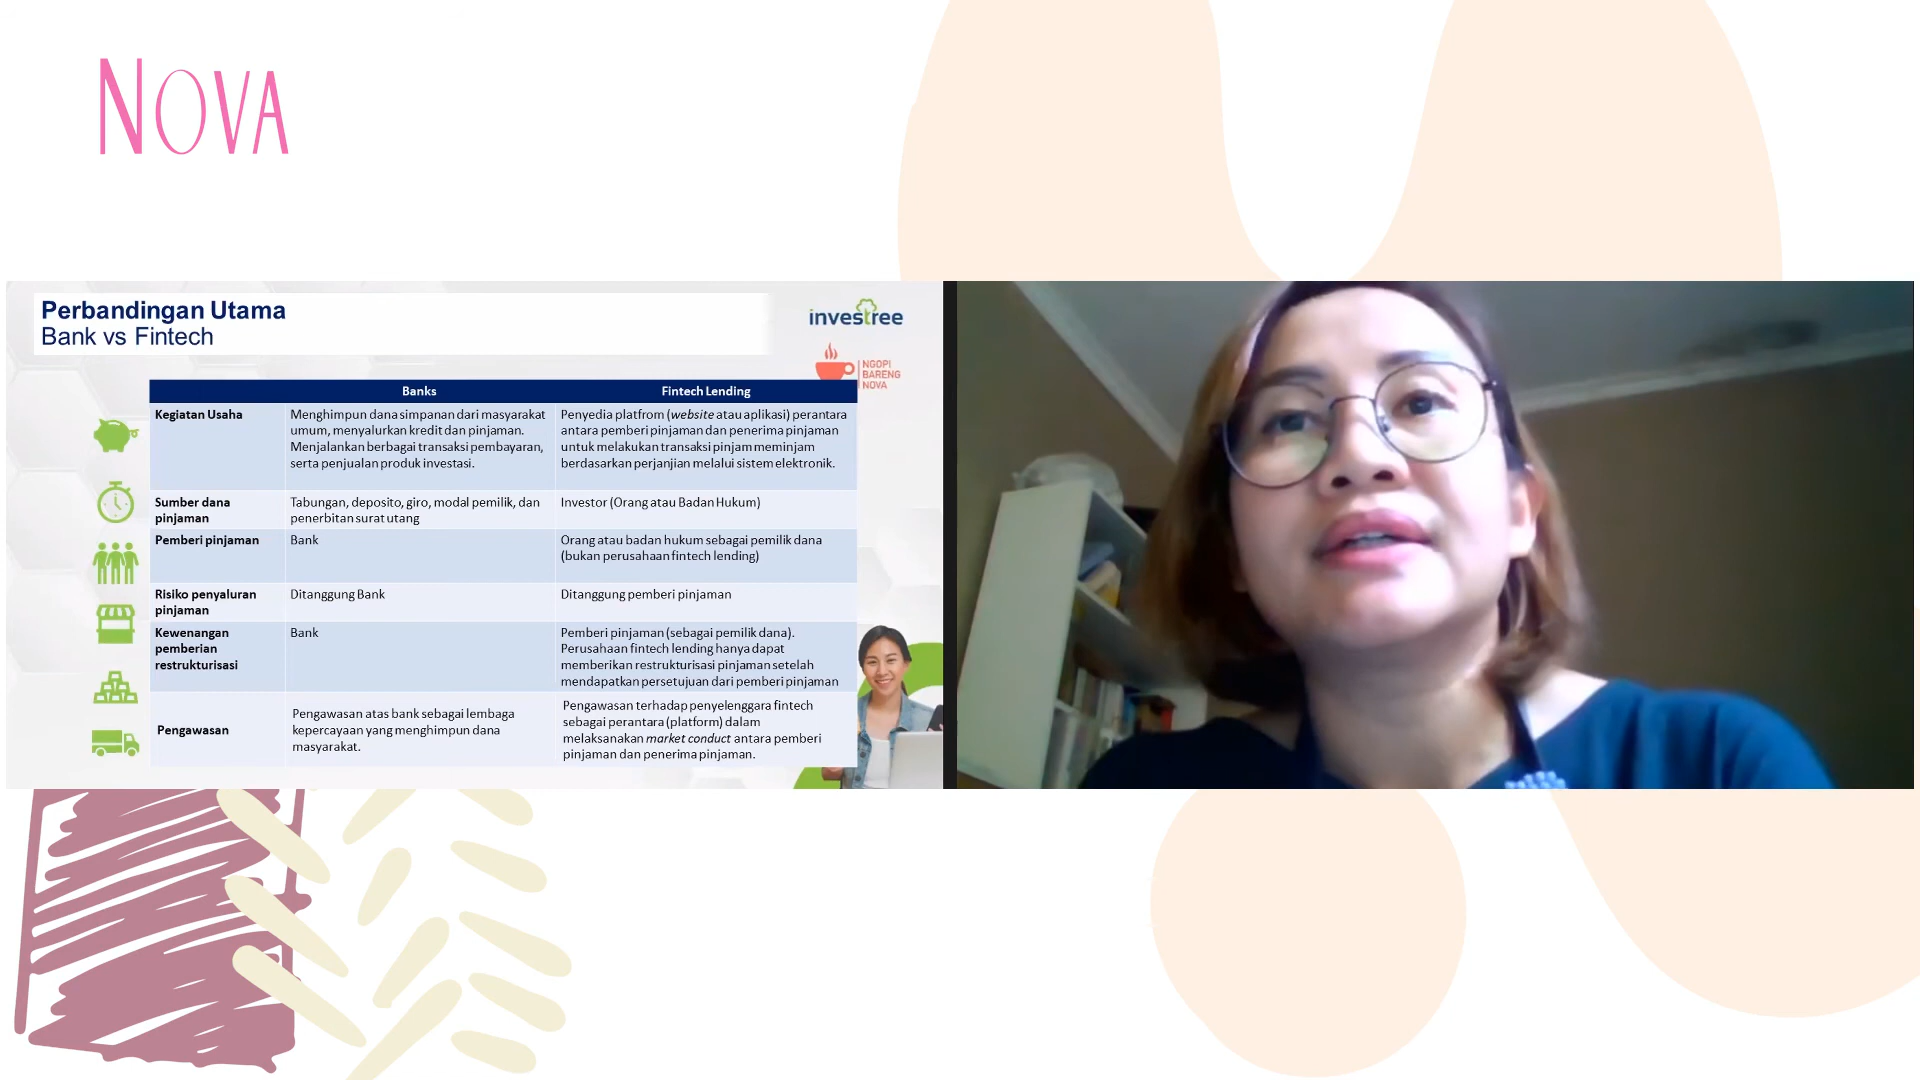 NOVA
Perbandingan Utama
Bank vs Fintech
investree
NGOPI
BARENG
NOVA
Banks
Fintech Lending
Kegiatan Usaha
Menghimpun dana simpanan dari masyarakat
umum, menyalurkan kredit dan pinjaman.
Menjalankan berbagai transaksi pembayaran,
serta penjualan produk investasi.
Penyedia platfrom (website atau aplikasi) perantara
antara pemberi pinjaman dan penerima pinjaman
untuk melakukan transaksi pinjam meminjam
berdasarkan perjanjian melalui sistem elektronik.
Sumber dana
pinjaman
Tabungan, deposito, giro, modal pemilik, dan
penerbitan surat utang
Investor (Orang atau Badan Hukum)
Pemberi pinjaman
Bank
Orang atau badan hukum sebagai pemilik dana
(bukan perusahaan fintech lending)
Risiko penyaluran
pinjaman
Ditanggung Bank
Ditanggung pemberi pinjaman
Kewenangan
pemberian
restrukturisasi
Bank
Pemberi pinjaman (sebagai pemilik dana).
Perusahaan fintech lending hanya dapat
memberikan restrukturisasi pinjaman setelah
mendapatkan persetujuan dari pemberi pinjaman
Pengawasan
Pengawasan atas bank sebagai lembaga
kepercayaan yang menghimpun dana
masyarakat.
Pengawasan terhadap penyelenggara fintech
sebagai perantara (platform) dalam
melaksanakan market conduct antara pemberi
pinjaman dan penerima pinjaman.